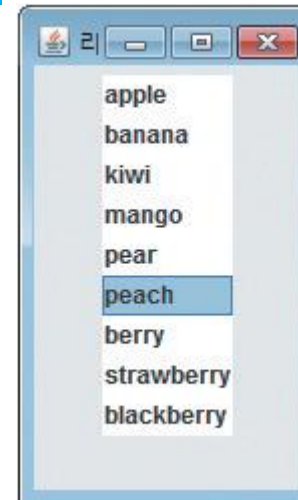 리
apple
banana
kiwi
mango
pear
peach
berry
strawberry
blackberry